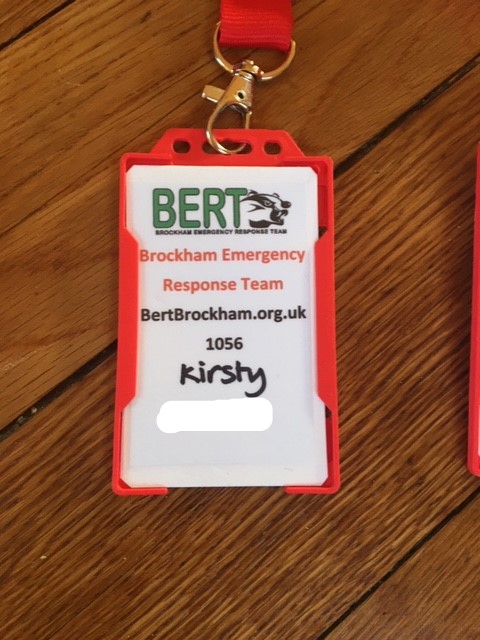 BERT
BROCKHAM EMERGENCY RESPONSE TEAM
Brockham Emergency
Response Team
BertBrockham.org.uk
1056
Kirsty